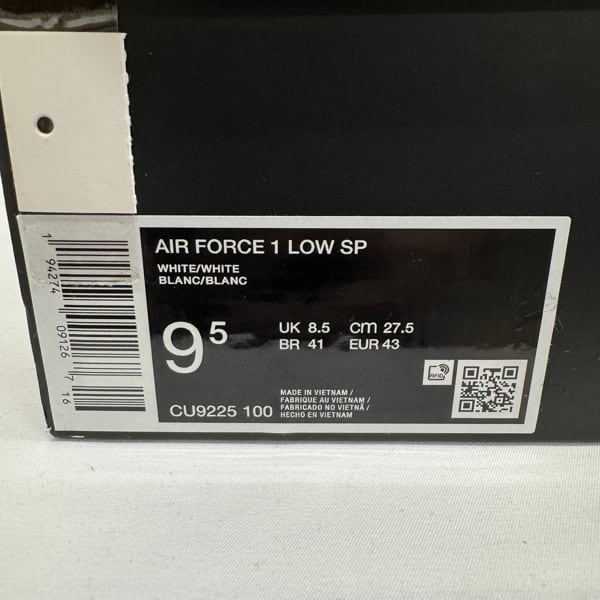 AIR FORCE 1 LOW SP
WHITE/WHITE
BLANC/BLANC
9 5
UK 8.5 cm 27.5
BR 41 EUR 43
CU9225 100
MADE IN VIETNAM /
FABRIQUE AU VIETNAM /
FABRICADO NO VIETNÃ /
HECHO EN VIETNAM
RFID
1 94274 09126 7 16